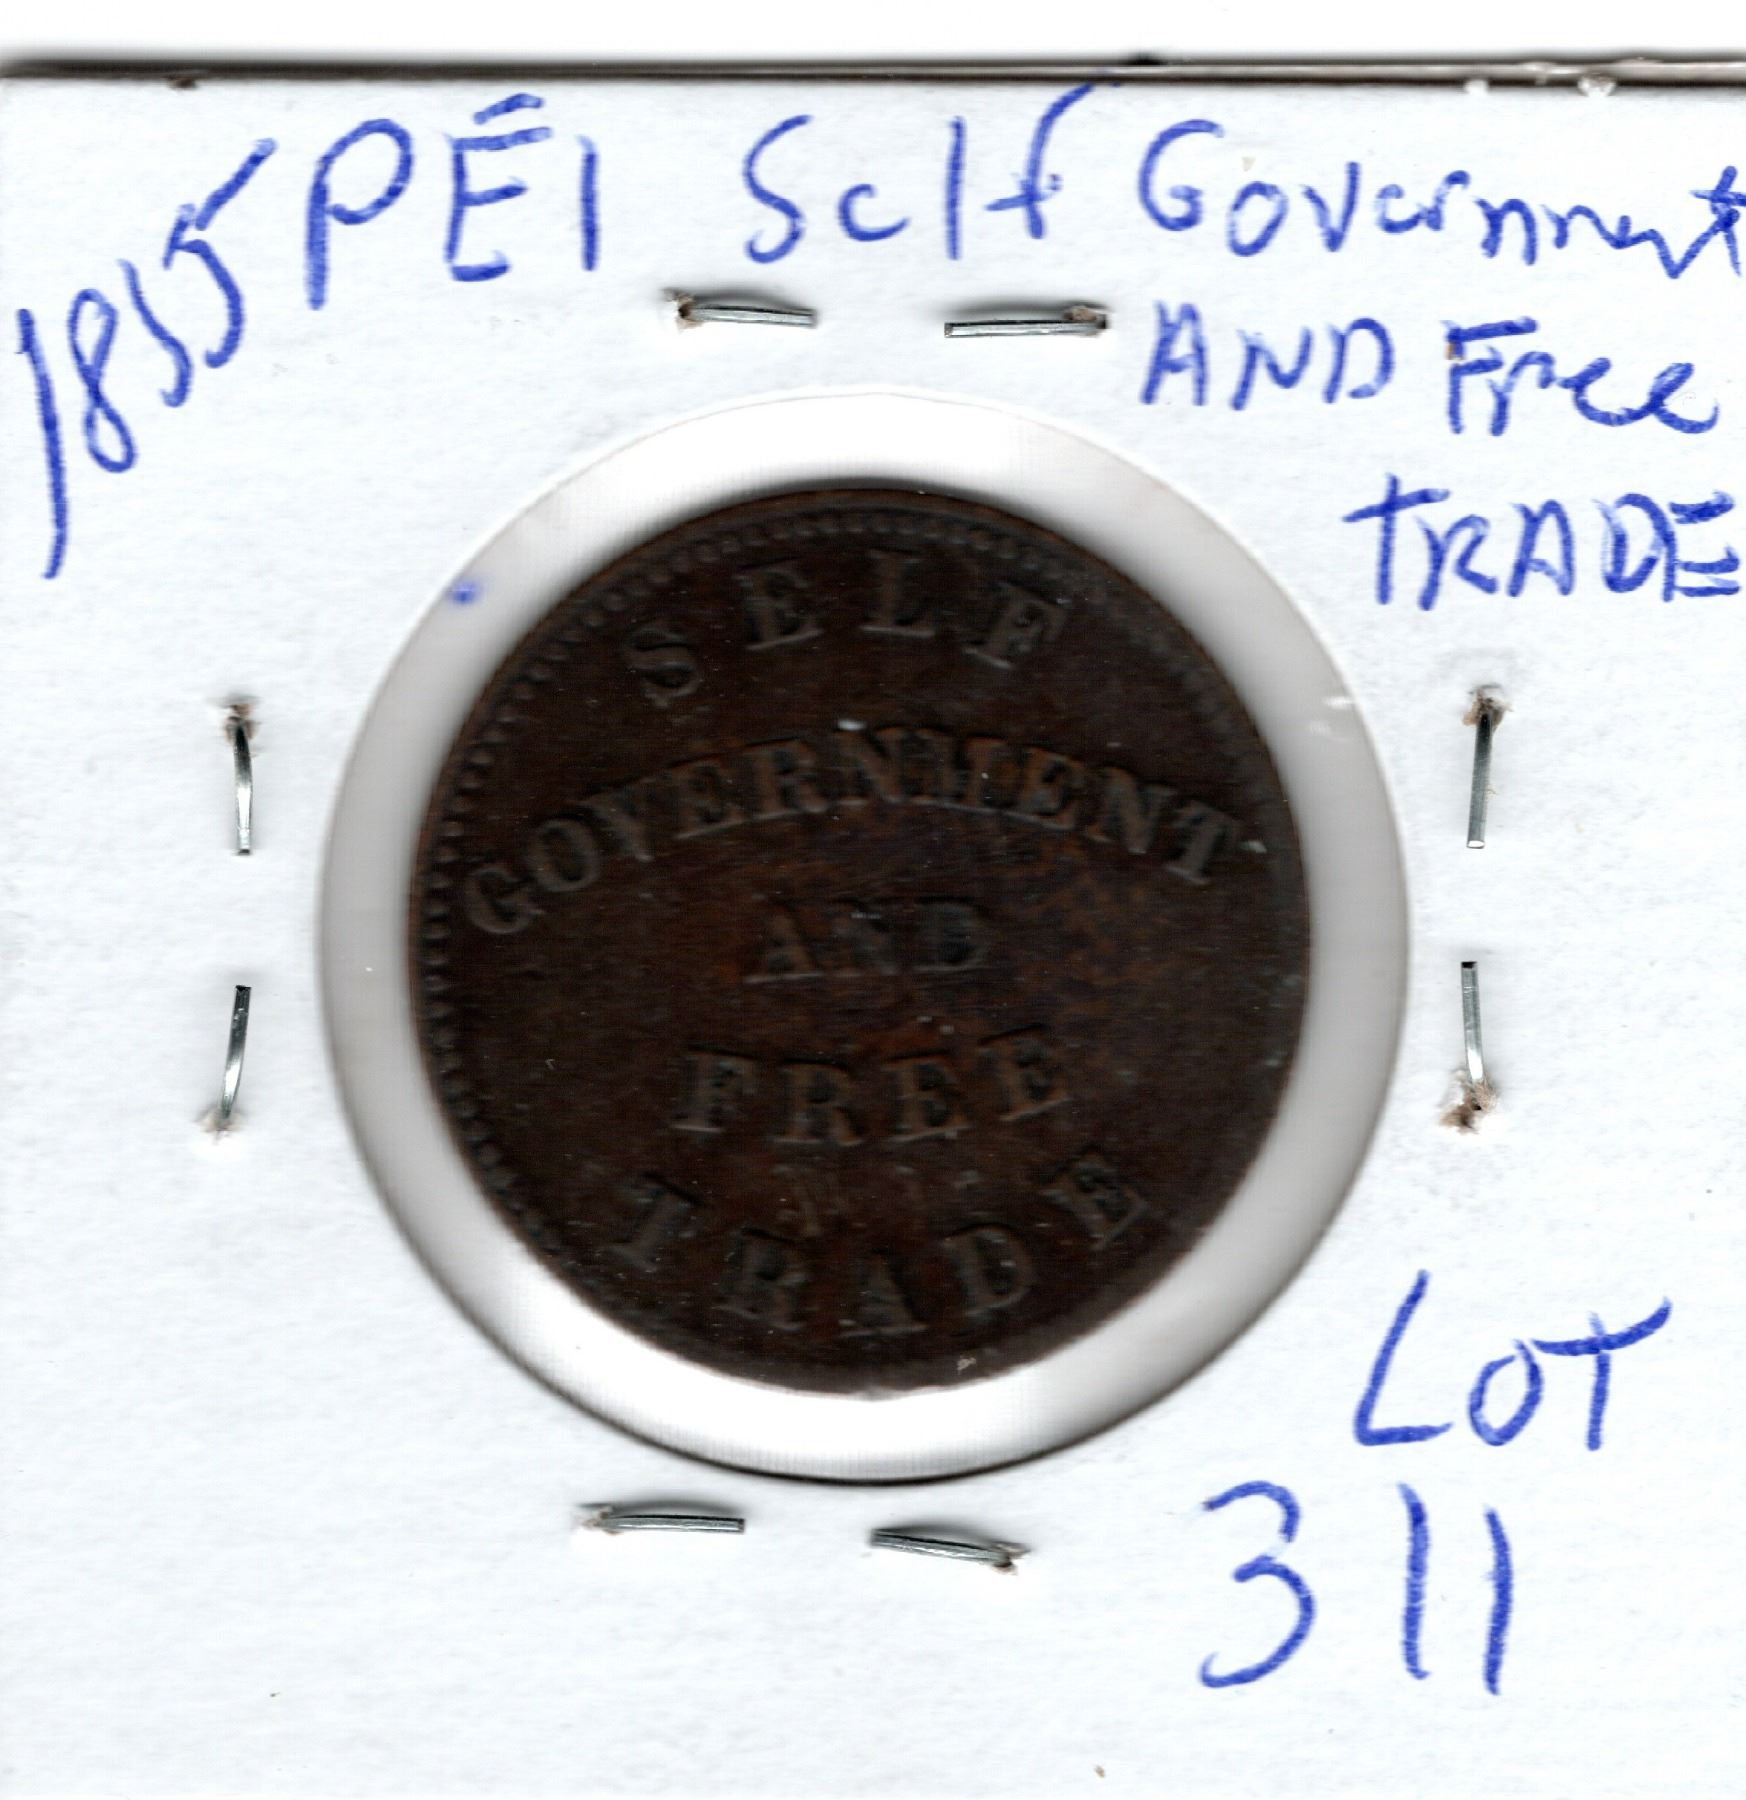 1855 PEI Self Government
AND Free
TRADE
SELF
GOVERNMENT
AND
FREE
TRADE
LOT
311